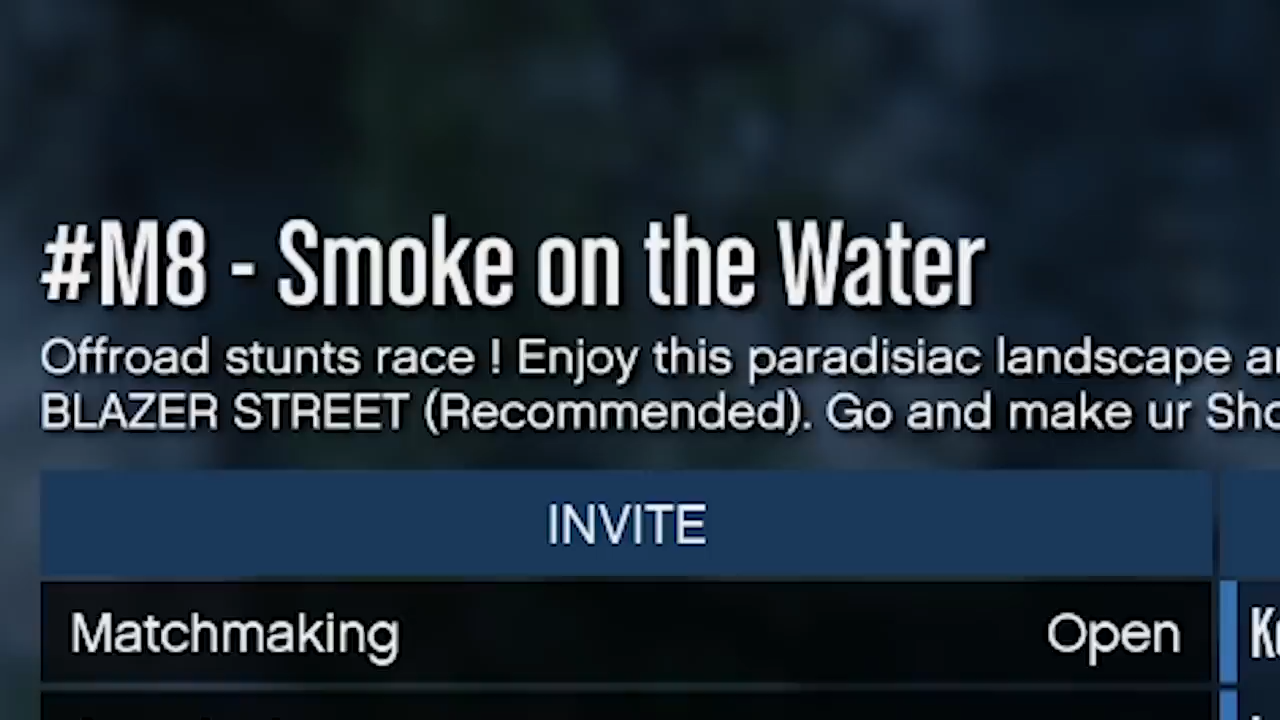 #M8 - Smoke on the Water
Offroad stunts race ! Enjoy this paradisiac landscape
BLAZER STREET (Recommended). Go and make ur
INVITE
Matchmaking Open